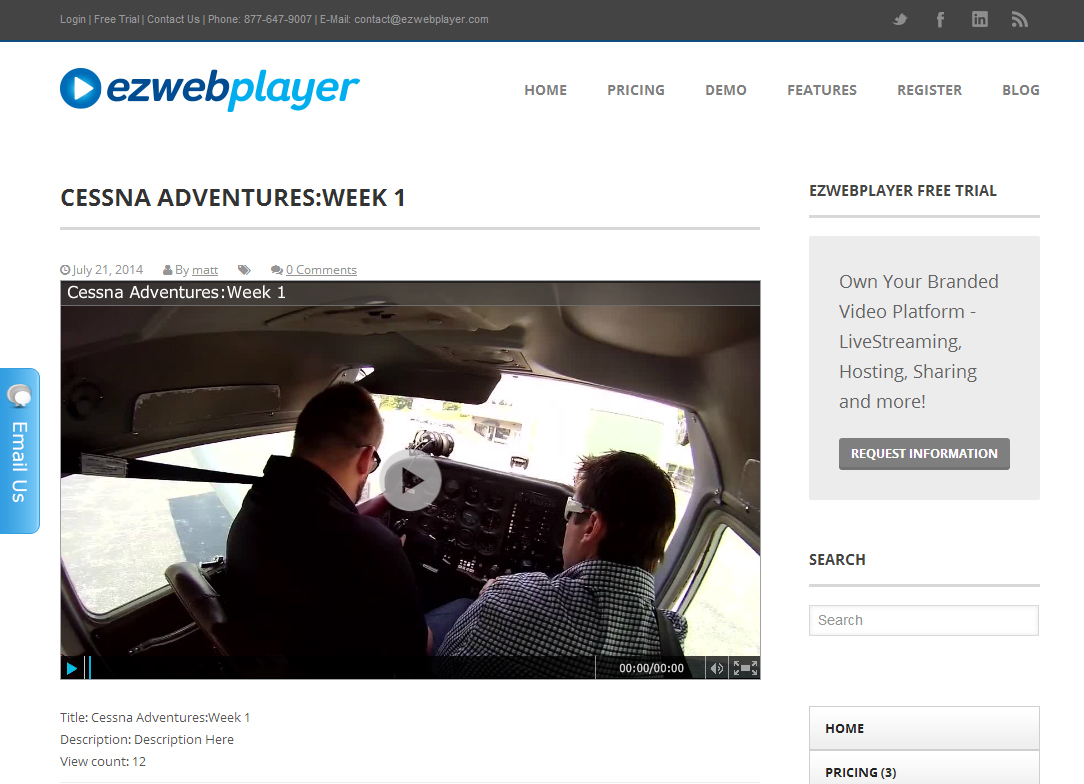 Login | Free Trial | Contact Us | Phone: 877-647-9007 | E-Mail: contact@ezwebplayer.com
ezwebplayer
HOME PRICING DEMO FEATURES REGISTER BLOG
CESSNA ADVENTURES:WEEK 1
July 21, 2014 By matt 0 Comments
Cessna Adventures:Week 1
Email Us
00:00/00:00
Title: Cessna Adventures:Week 1
Description: Description Here
View count: 12
EZWEBPLAYER FREE TRIAL
Own Your Branded
Video Platform -
LiveStreaming,
Hosting, Sharing
and more!
REQUEST INFORMATION
SEARCH
Search
HOME
PRICING (3)